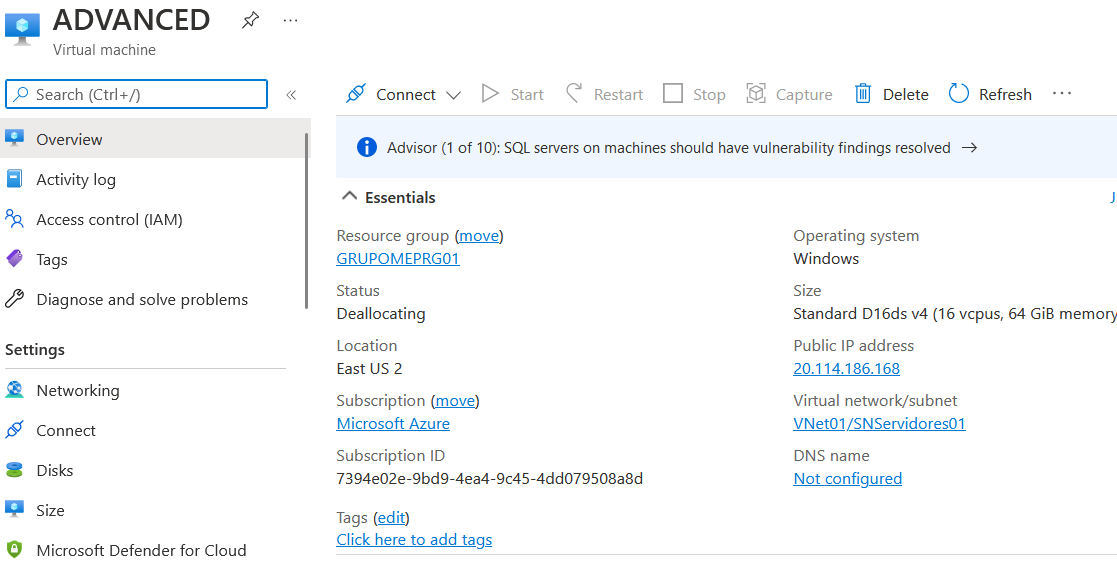 ADVANCED
Virtual machine
Search (Ctrl+/)
Overview
Activity log
Access control (IAM)
Tags
Diagnose and solve problems
Settings
Networking
Connect
Disks
Size
Microsoft Defender for Cloud
Connect Start Restart Stop Capture Delete Refresh
Advisor (1 of 10): SQL servers on machines should have vulnerability findings resolved →
Essentials
Resource group (move)
GRUPOMEPRG01
Status
Deallocating
Location
East US 2
Subscription (move)
Microsoft Azure
Subscription ID
7394e02e-9bd9-4ea4-9c45-4dd079508a8d
Tags (edit)
Click here to add tags
Operating system
Windows
Size
Standard D16ds v4 (16 vcpus, 64 GiB memory
Public IP address
20.114.186.168
Virtual network/subnet
VNet01/SNServidores01
DNS name
Not configured